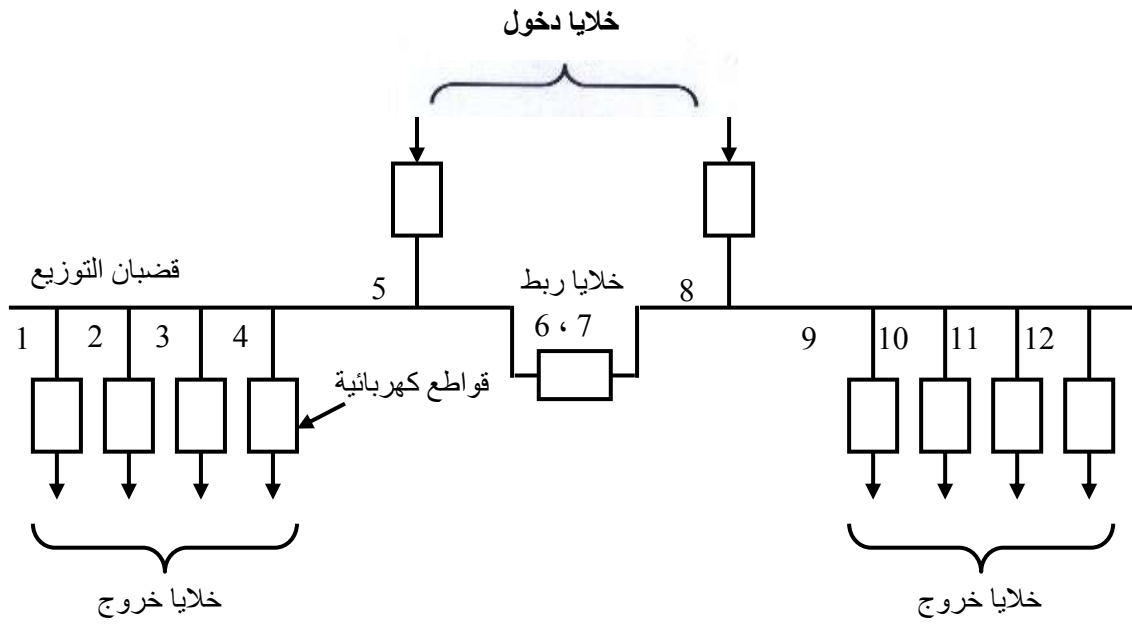 خلايا دخول
قضبان التوزيع
5
خلايا ربط
8
1
2
3
4
6 ، 7
9
10
11
12
قواطع كهربائية
خلايا خروج
خلايا خروج